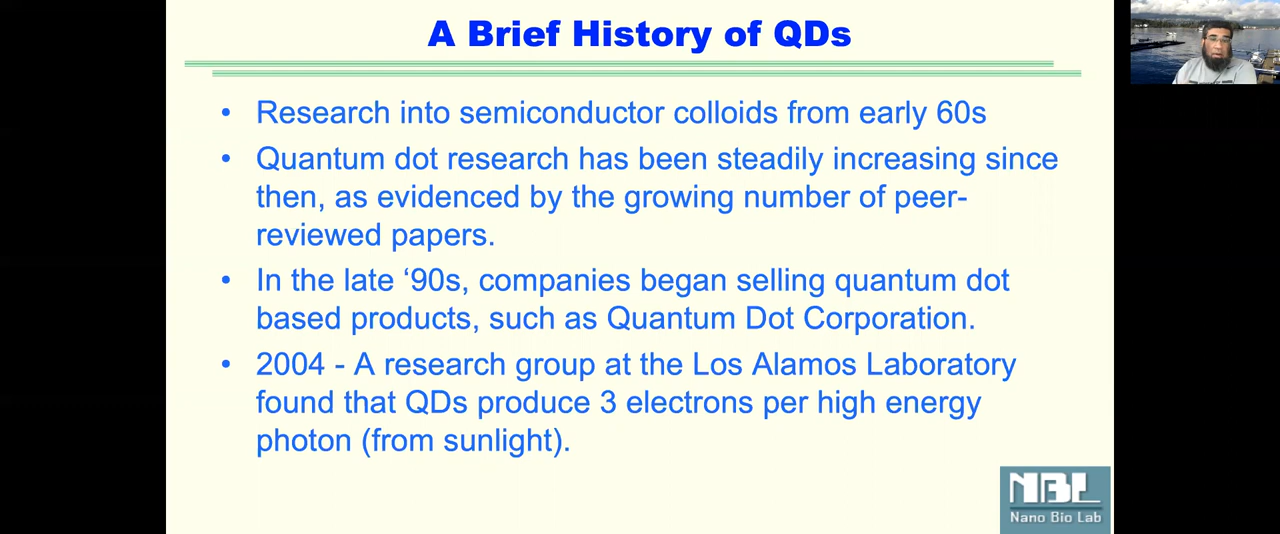 A Brief History of QDs
• Research into semiconductor colloids from early 60s
• Quantum dot research has been steadily increasing since
then, as evidenced by the growing number of peer-
reviewed papers.
• In the late ‘90s, companies began selling quantum dot
based products, such as Quantum Dot Corporation.
• 2004 - A research group at the Los Alamos Laboratory
found that QDs produce 3 electrons per high energy
photon (from sunlight).
NBL
Nano Bio Lab